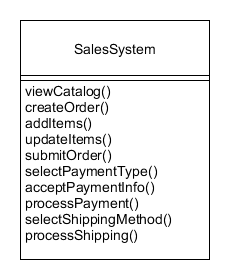 SalesSystem
viewCatalog()
createOrder()
addItems()
updateItems()
submitOrder()
selectPaymentType()
acceptPaymentInfo()
processPayment()
selectShippingMethod()
processShipping()